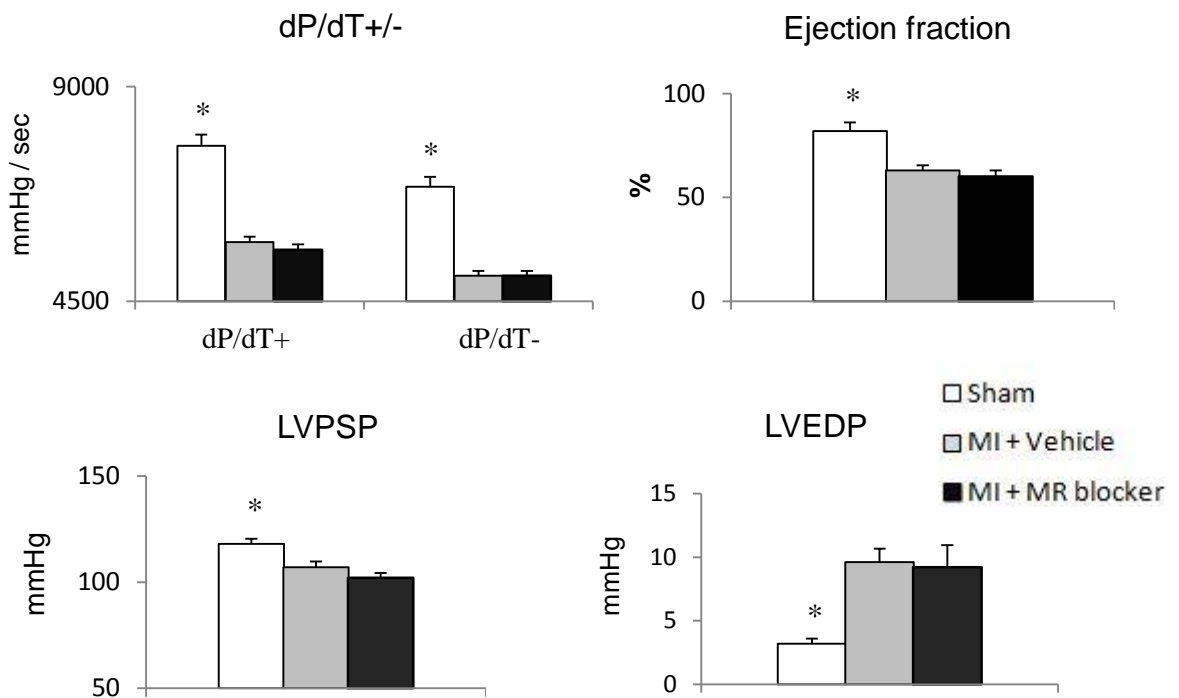 dP/dT+/-
9000
*
*
mmHg / sec
4500
dP/dT+
dP/dT-
Ejection fraction
100
*
%
50
0
LVPSP
150
*
mmHg
100
50
LVEDP
15
mmHg
10
5
*
0
Sham
MI + Vehicle
MI + MR blocker